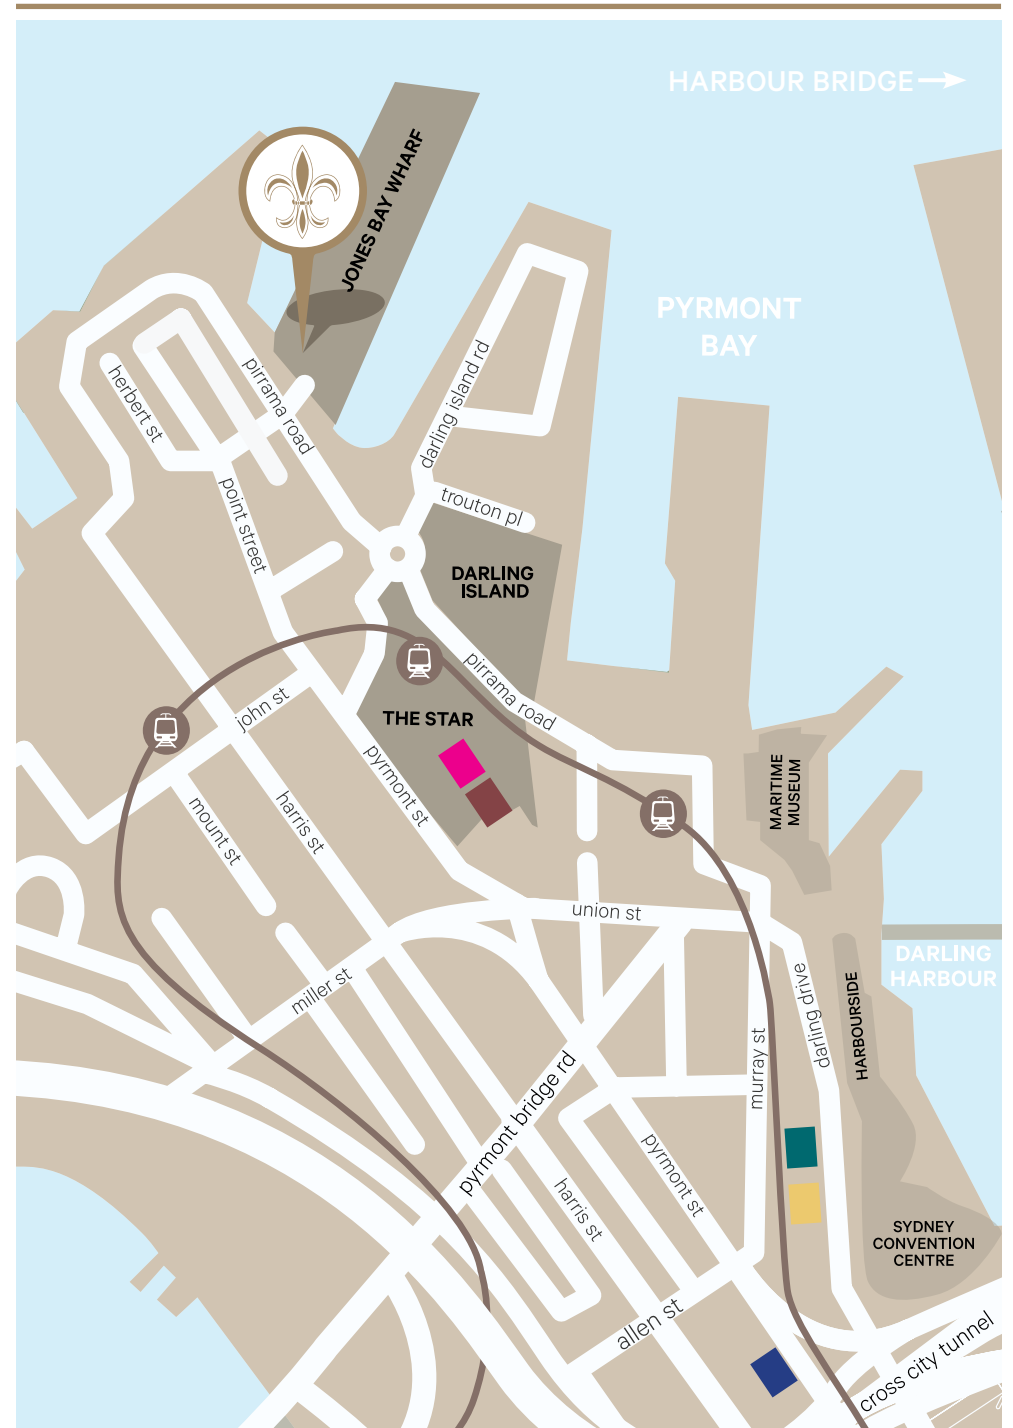 HARBOUR BRIDGE
JONES BAY WHARF
PYRMONT
BAY
herbert st
pirrama road
darling island rd
point street
trouton pl
DARLING
ISLAND
pirrama road
john st
THE STAR
pyrmont st
mount st
harris st
MARITIME
MUSEUM
union st
miller st
DARLING
HARBOUR
darling drive
HARBOURSIDE
murray st
pyrmont bridge rd
pyrmont st
harris st
SYDNEY
CONVENTION
CENTRE
allen st
cross city tunnel